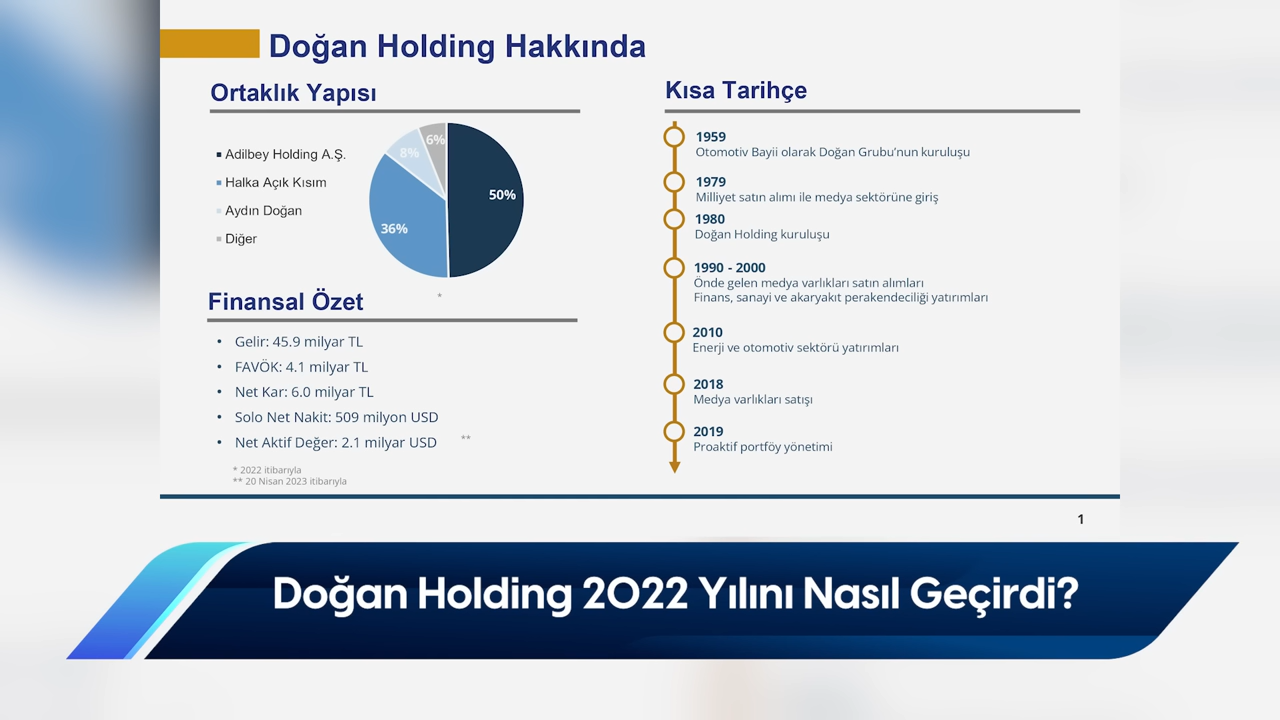 Doğan Holding Hakkında
Ortaklık Yapısı
Adilbey Holding A.Ş.
Halka Açık Kısım
Aydın Doğan
Diğer
6%
8%
50%
36%
*
Finansal Özet
• Gelir: 45.9 milyar TL
• FAVÖK: 4.1 milyar TL
• Net Kar: 6.0 milyar TL
• Solo Net Nakit: 509 milyon USD
• Net Aktif Değer: 2.1 milyar USD **
* 2022 itibarıyla
** 20 Nisan 2023 itibarıyla
Kısa Tarihçe
1959
Otomotiv Bayii olarak Doğan Grubu'nun kuruluşu
1979
Milliyet satın alımı ile medya sektörüne giriş
1980
Doğan Holding kuruluşu
1990 - 2000
Önde gelen medya varlıkları satın alımları
Finans, sanayi ve akaryakıt perakendeciliği yatırımları
2010
Enerji ve otomotiv sektörü yatırımları
2018
Medya varlıkları satışı
2019
Proaktif portföy yönetimi
1
Doğan Holding 2022 Yılını Nasıl Geçirdi?